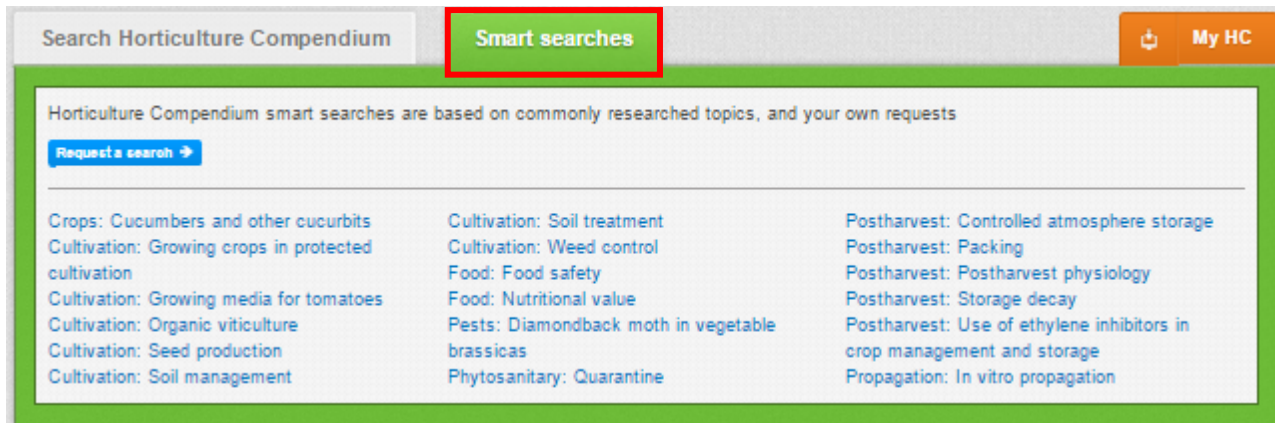 Search Horticulture Compendium
Smart searches
My HC
Horticulture Compendium smart searches are based on commonly researched topics, and your own requests
Request a search →
Crops: Cucumbers and other cucurbits
Cultivation: Growing crops in protected
cultivation
Cultivation: Growing media for tomatoes
Cultivation: Organic viticulture
Cultivation: Seed production
Cultivation: Soil management
Cultivation: Soil treatment
Cultivation: Weed control
Food: Food safety
Food: Nutritional value
Pests: Diamondback moth in vegetable
brassicas
Phytosanitary: Quarantine
Postharvest: Controlled atmosphere storage
Postharvest: Packing
Postharvest: Postharvest physiology
Postharvest: Storage decay
Postharvest: Use of ethylene inhibitors in
crop management and storage
Propagation: In vitro propagation